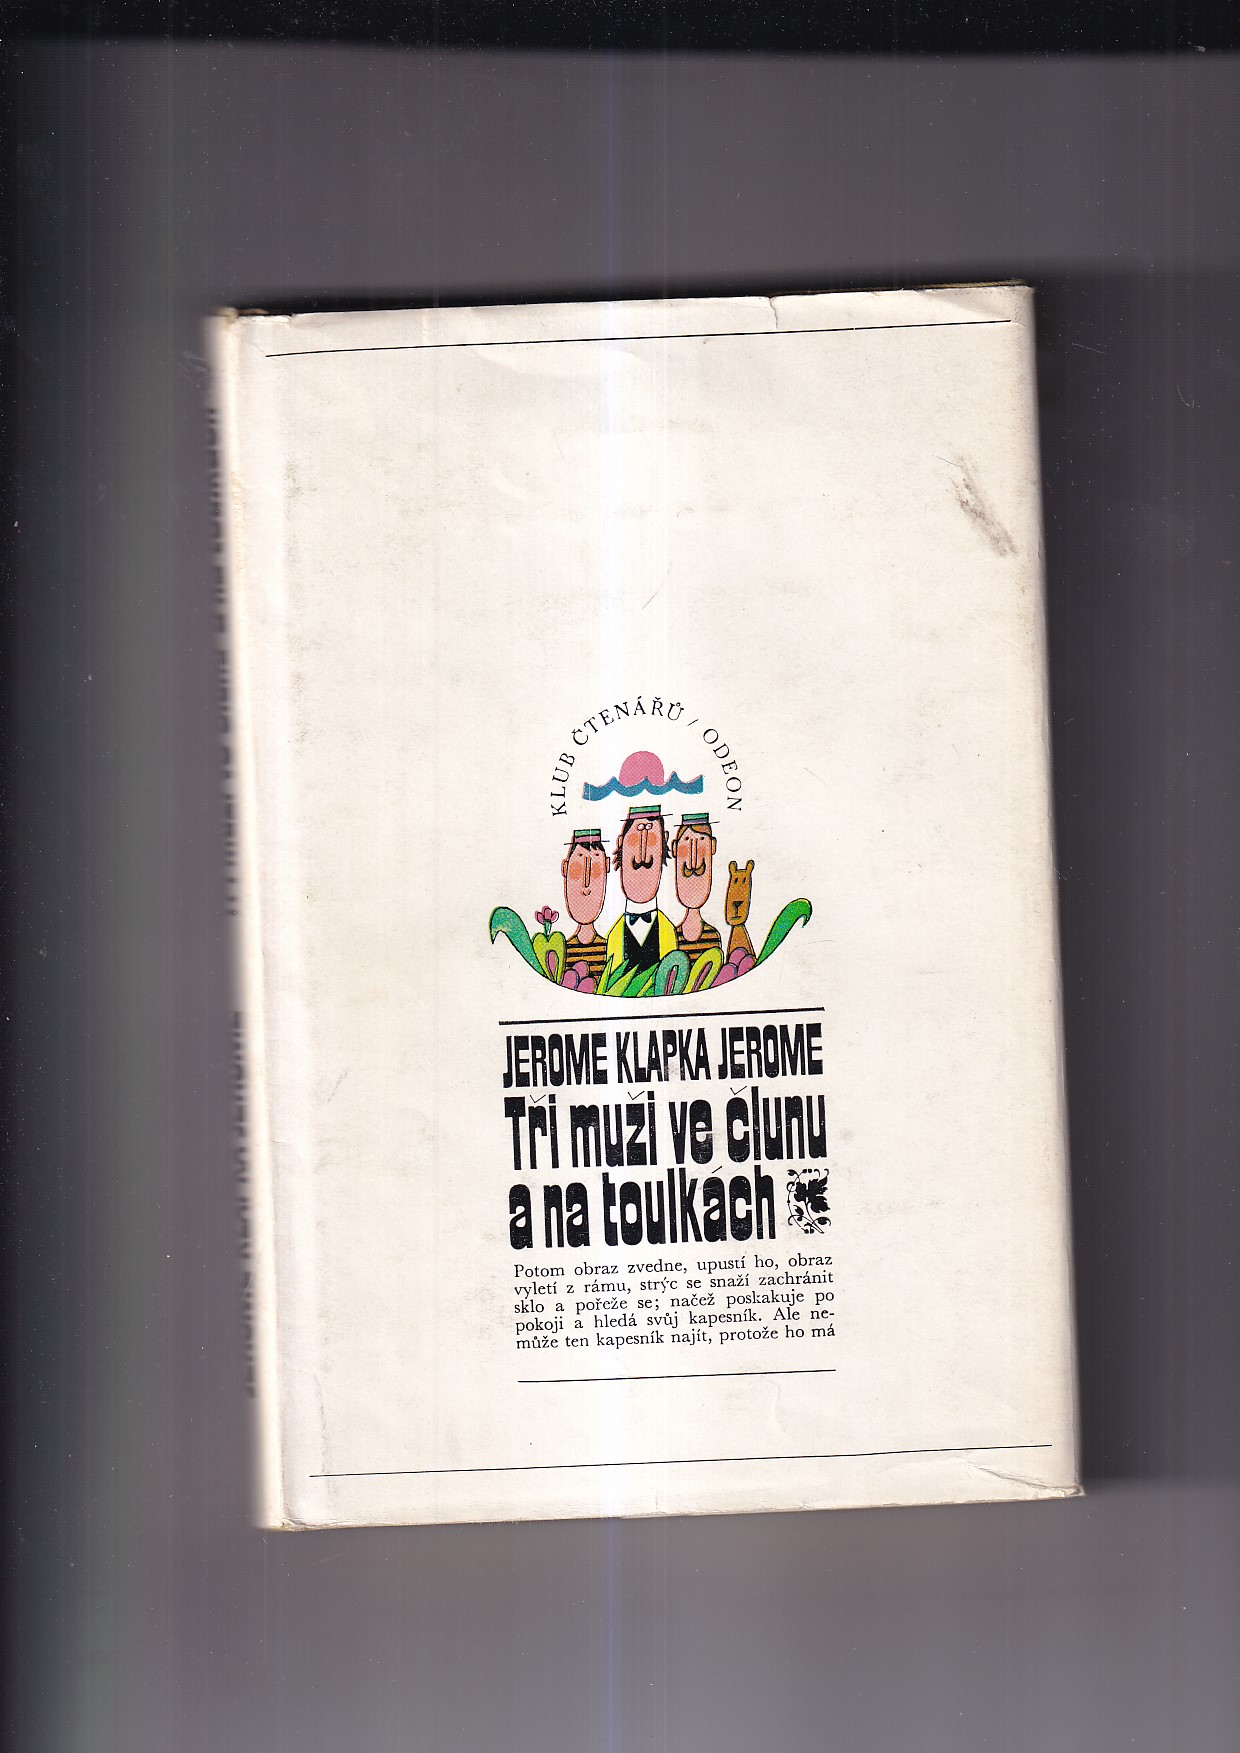 KLUB ČTENÁŘŮ / ODEON
JEROME KLAPKA JEROME
Tři muži ve člunu
a na toulkách
Potom obraz zvedne, upustí ho, obraz
vyletí z rámu, strýc se snaží zachránit
sklo a pořeže se; načež poskakuje po
pokoji a hledá svůj kapesník. Ale ne-
může ten kapesník najít, protože ho má